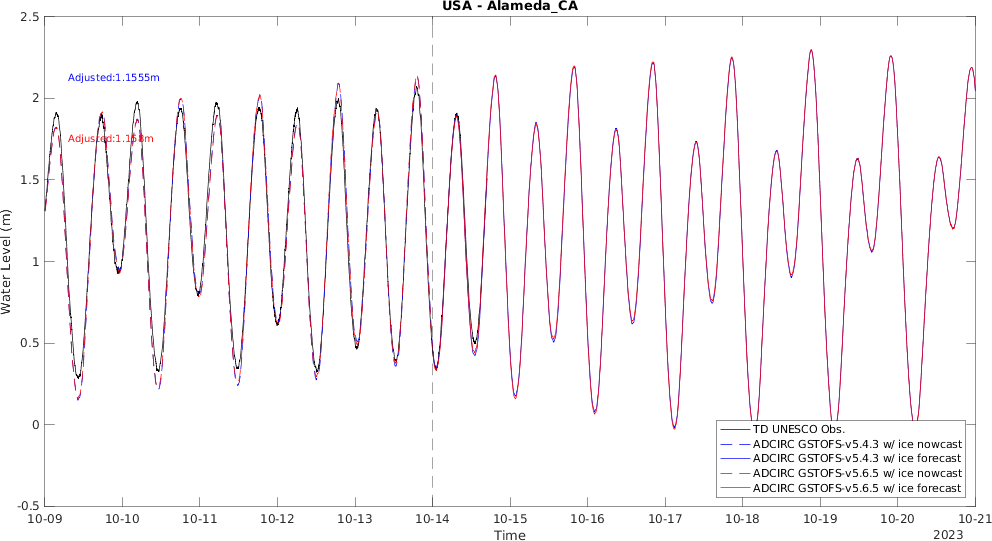 USA - Alameda_CA
2.5
2
1.5
1
0.5
0
-0.5
Water Level (m)
Adjusted:1.1555m
Adjusted:1.158m
TD UNESCO Obs.
ADCIRC GSTOFS-v5.4.3 w/ ice nowcast
ADCIRC GSTOFS-v5.4.3 w/ ice forecast
ADCIRC GSTOFS-v5.6.5 w/ ice nowcast
ADCIRC GSTOFS-v5.6.5 w/ ice forecast
10-09 10-10 10-11 10-12 10-13 10-14 10-15 10-16 10-17 10-18 10-19 10-20 10-21
Time
2023